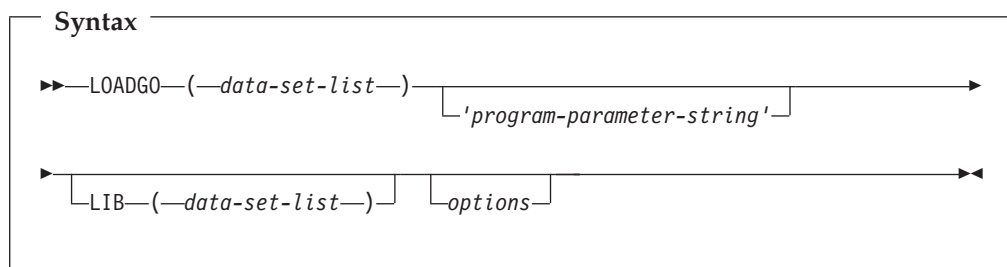 Syntax
LOADGO ( data-set-list )
'program-parameter-string'
LIB ( data-set-list ) options